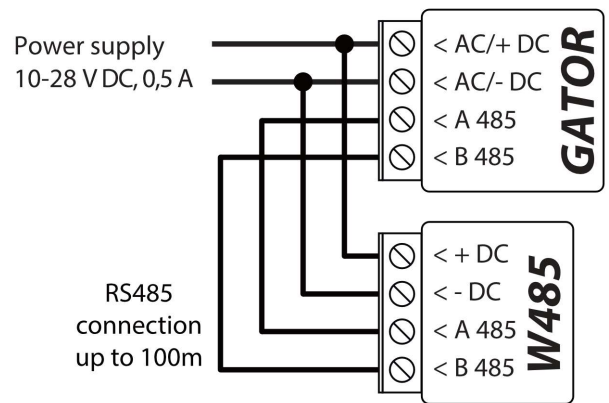 Power supply
10-28 V DC, 0,5 A
< AC/+ DC
< AC/- DC
< A 485
< B 485
GATOR
< + DC
< - DC
< A 485
< B 485
W485
RS485
connection
up to 100m